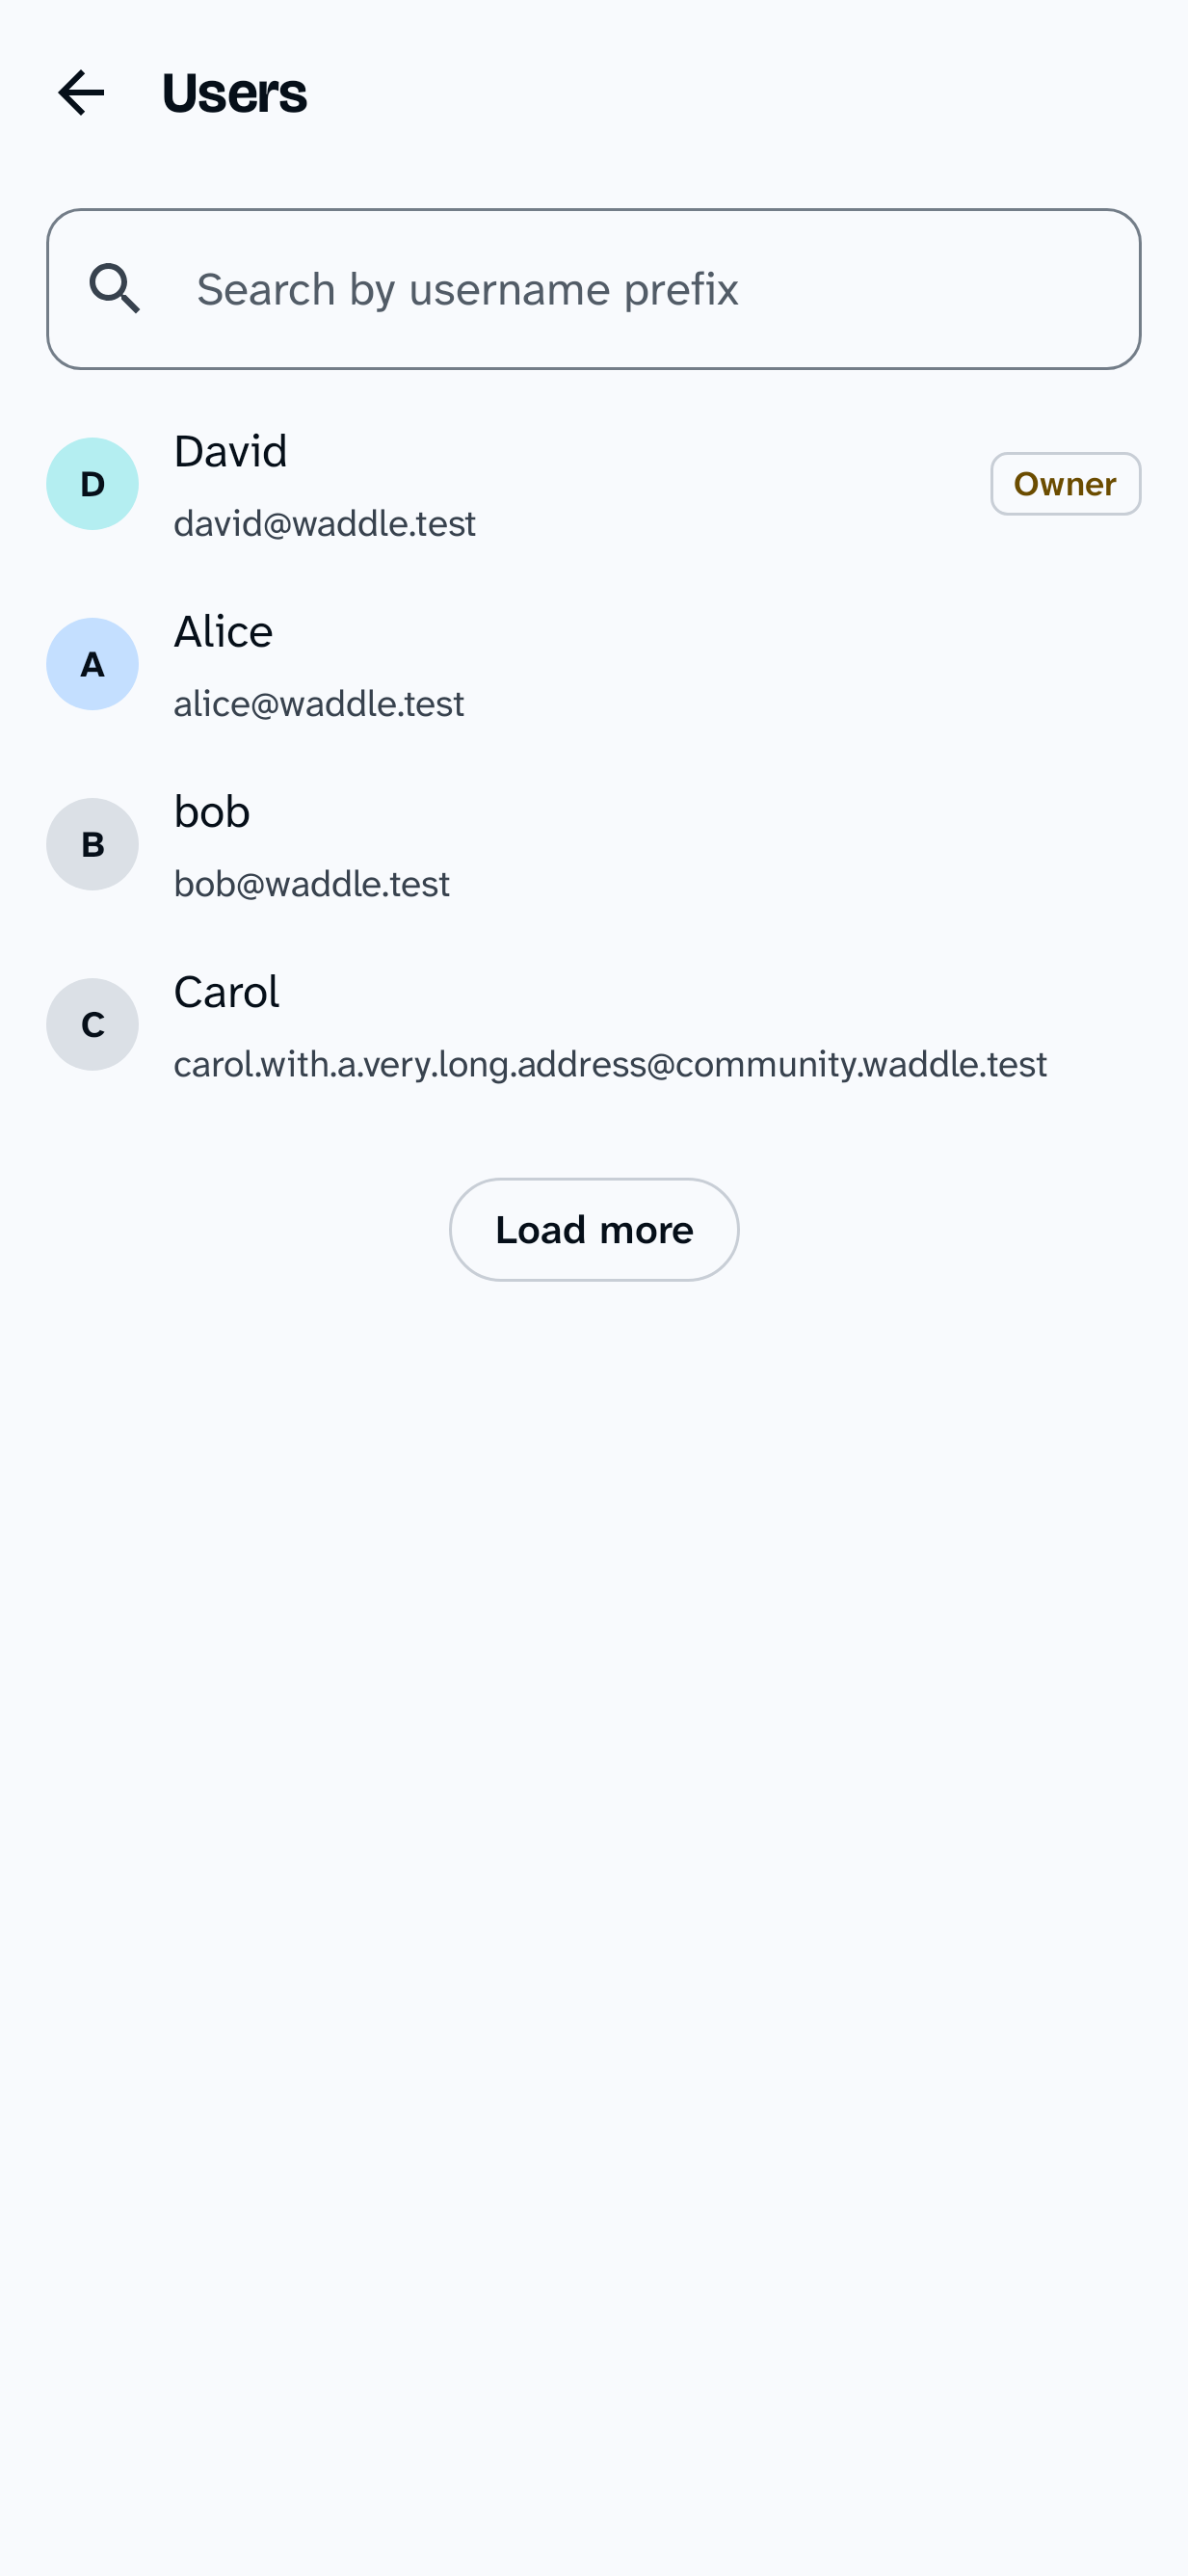 Users
Search by username prefix
D
David
david@waddle.test
Owner
A
Alice
alice@waddle.test
B
bob
bob@waddle.test
C
Carol
carol.with.a.very.long.address@community.waddle.test
Load more